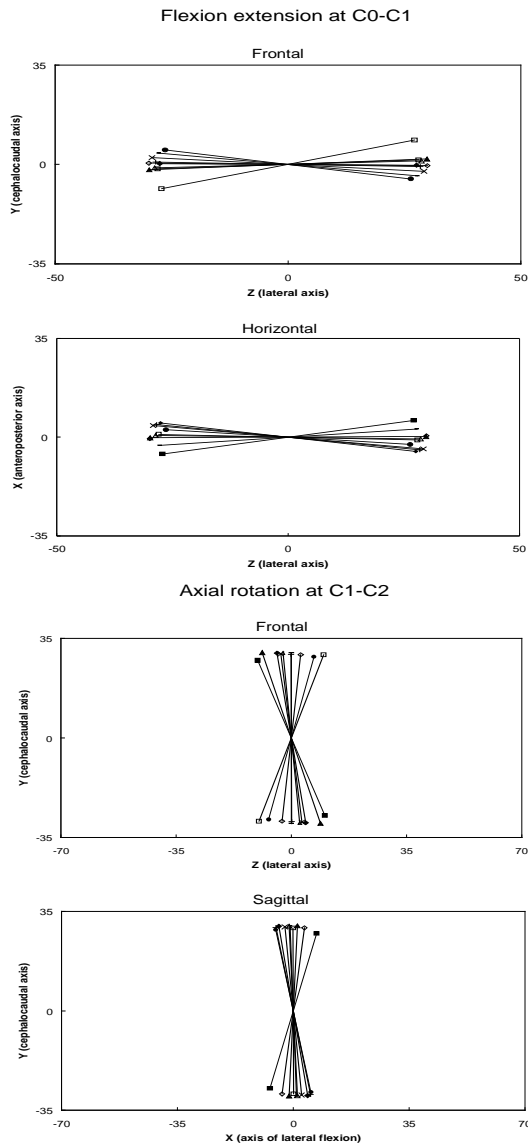 Flexion extension at C0-C1
Frontal
35
0
-35
Y (cephalocaudal axis)
-50
0
50
Z (lateral axis)
Horizontal
35
0
-35
X (anteroposterior axis)
-50
0
50
Z (lateral axis)
Axial rotation at C1-C2
Frontal
35
0
-35
Y (cephalocaudal axis)
-70
-35
0
35
70
Z (lateral axis)
Sagittal
35
0
-35
Y (cephalocaudal axis)
-70
-35
0
35
70
X (axis of lateral flexion)